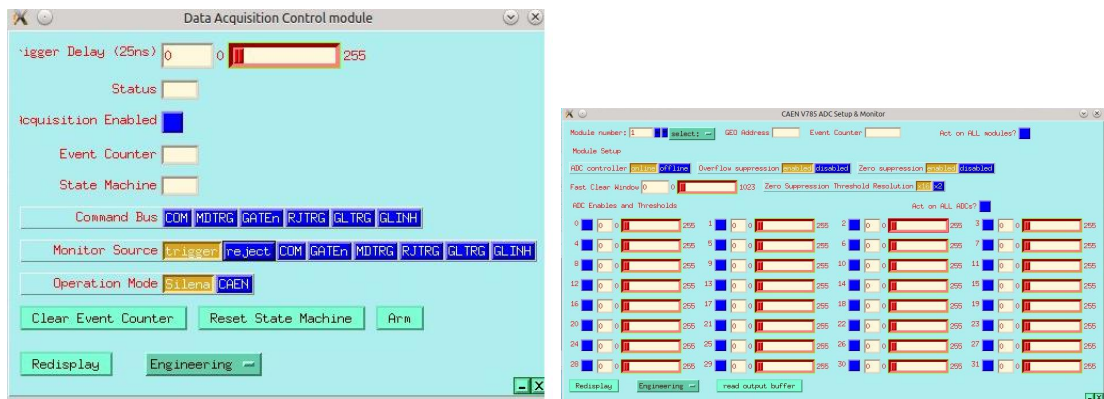 Data Acquisition Control module
igger Delay (25ns) 0 0 255
Status
Acquisition Enabled
Event Counter
State Machine
Command Bus COM MDTRG GATEn RJTRG GLTRG GLINH
Monitor Source trigger reject COM GATEn MDTRG RJTRG GLTRG GLINH
Operation Mode Silena CAEN
Clear Event Counter Reset State Machine Arm
Redisplay Engineering
CAEN V785 ADC Setup & Monitor
Module number: 1 select: GEO Address Event Counter Act on ALL modules?
Module Setup
ADC controller online offline Overflow suppression enabled disabled Zero suppression enabled disabled
Fast Clear Window 0 0 1023 Zero Suppression Threshold Resolution x16 x2
ADC Enables and Thresholds Act on ALL ADCs?
0 0 0 255 1 0 0 255 2 0 0 255 3 0 0 255
4 0 0 255 5 0 0 255 6 0 0 255 7 0 0 255
8 0 0 255 9 0 0 255 10 0 0 255 11 0 0 255
12 0 0 255 13 0 0 255 14 0 0 255 15 0 0 255
16 0 0 255 17 0 0 255 18 0 0 255 19 0 0 255
20 0 0 255 21 0 0 255 22 0 0 255 23 0 0 255
24 0 0 255 25 0 0 255 26 0 0 255 27 0 0 255
28 0 0 255 29 0 0 255 30 0 0 255 31 0 0 255
Redisplay Engineering read output buffer